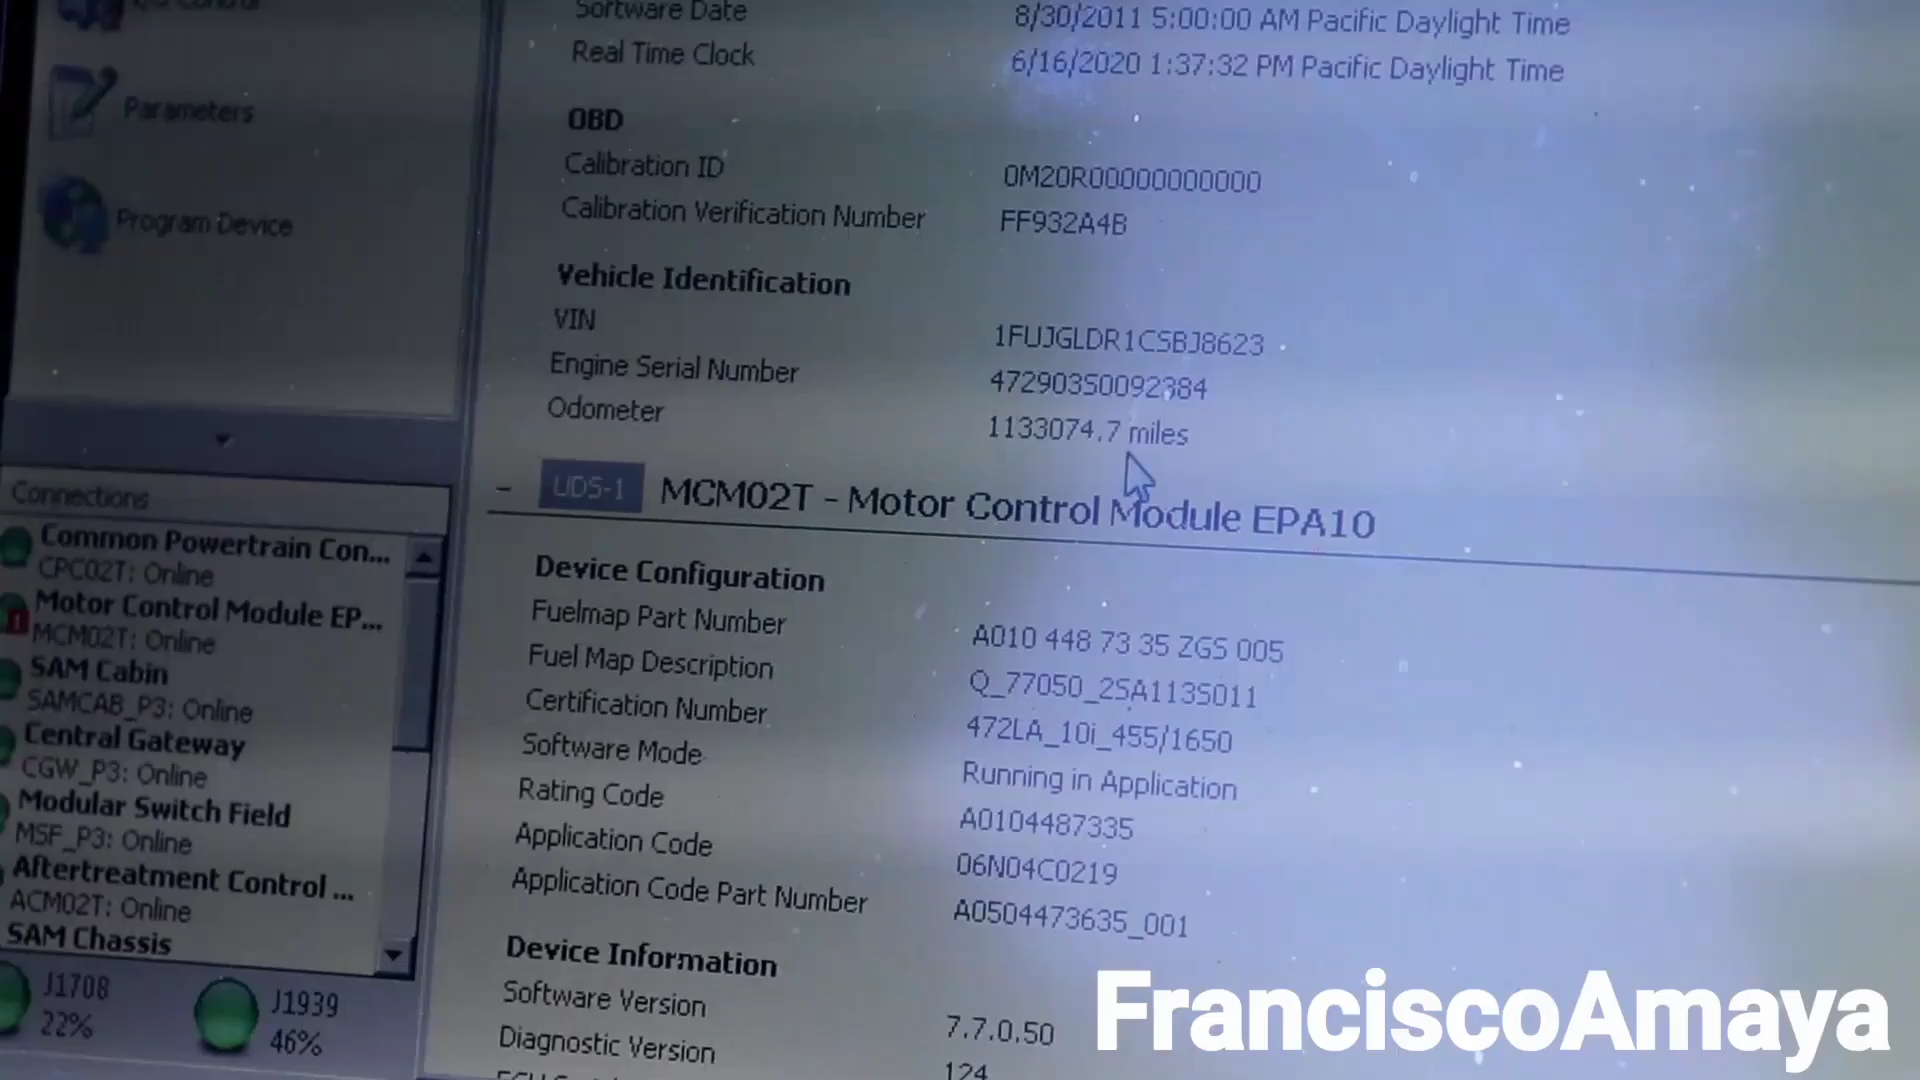 Parameters
Program Device
Software Date 8/30/2011 5:00:00 AM Pacific Daylight Time
Real Time Clock 6/16/2020 1:37:32 PM Pacific Daylight Time
OBD
Calibration ID 0M20R00000000000
Calibration Verification Number FF932A4B
Vehicle Identification
VIN 1FUJGLDR1CSBJ8623
Engine Serial Number 472903S0092384
Odometer 1133074.7 miles
- UDS-1 MCM02T - Motor Control Module EPA10
Device Configuration
Fuelmap Part Number A010 448 73 35 ZGS 005
Fuel Map Description Q_77050_2SA113S011
Certification Number 472LA_10i_455/1650
Software Mode Running in Application
Rating Code A0104487335
Application Code 06N04C0219
Application Code Part Number A0504473635_001
Device Information
Software Version 7.7.0.50
Diagnostic Version 124
Connections
Common Powertrain Con...
CPC02T: Online
Motor Control Module EP...
MCM02T: Online
SAM Cabin
SAMCAB_P3: Online
Central Gateway
CGW_P3: Online
Modular Switch Field
MSF_P3: Online
Aftertreatment Control ...
ACM02T: Online
SAM Chassis
J1708 22%
J1939 46%
FranciscoAmaya